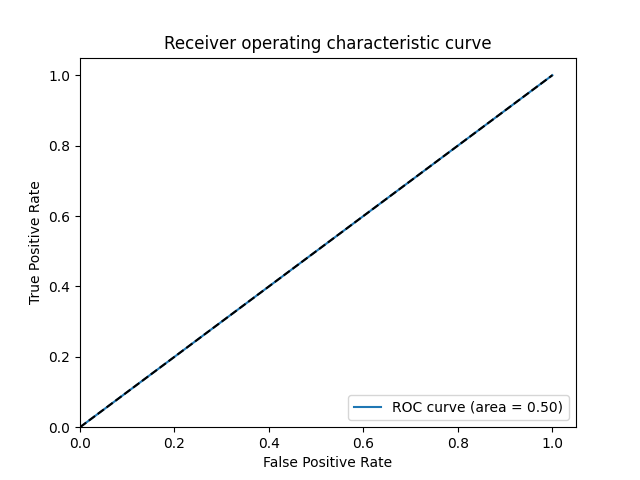 Receiver operating characteristic curve
True Positive Rate
1.0
0.8
0.6
0.4
0.2
0.0
ROC curve (area = 0.50)
0.0 0.2 0.4 0.6 0.8 1.0
False Positive Rate